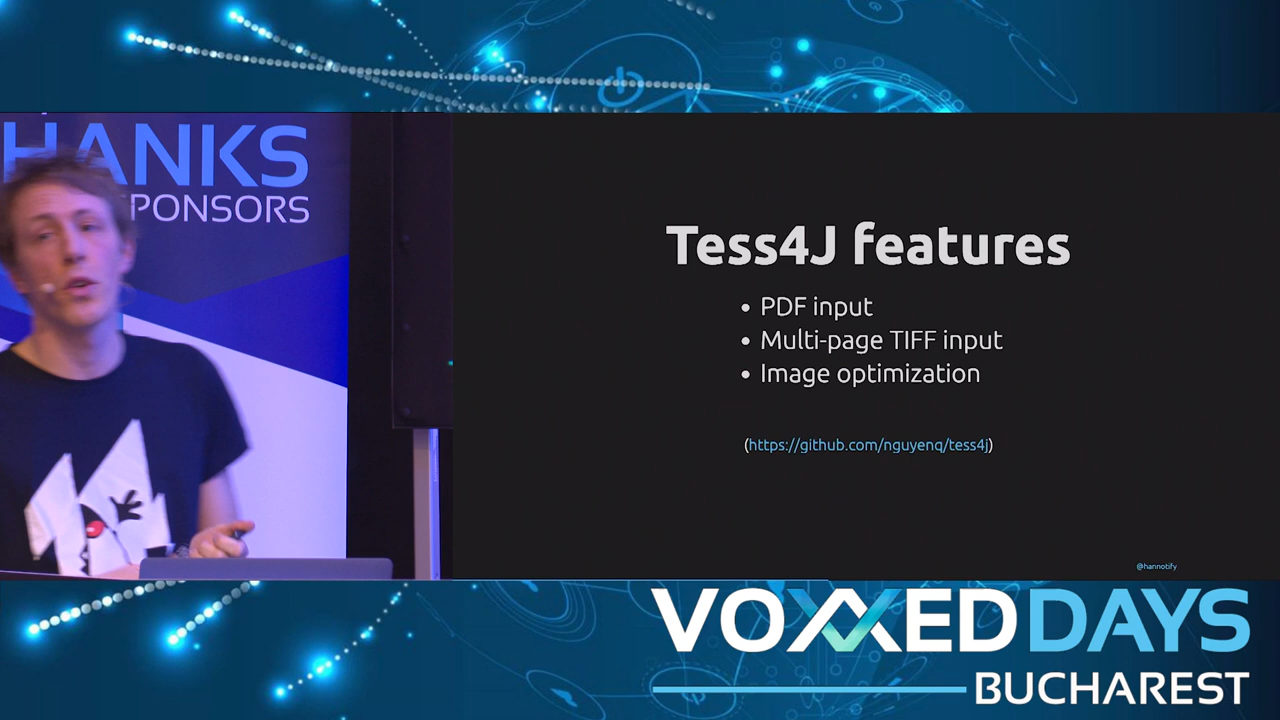 HANKS
PONSORS
Tess4J features
• PDF input
• Multi-page TIFF input
• Image optimization
(https://github.com/nguyenq/tess4j)
@hannotify
VOXXED DAYS
BUCHAREST